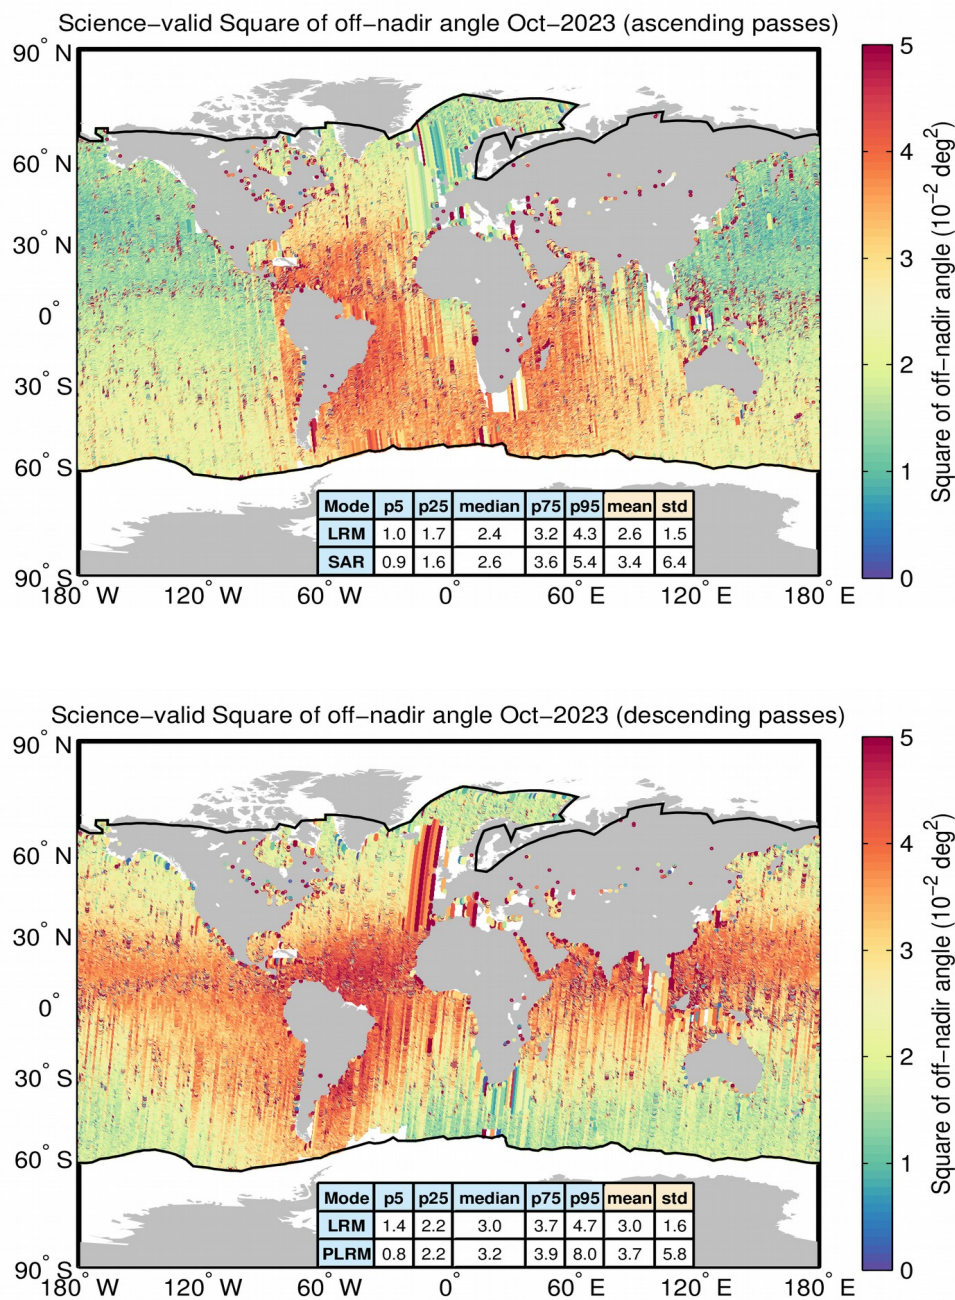 Science−valid Square of off−nadir angle Oct−2023 (ascending passes)
90° N
60° N
30° N
0°
30° S
60° S
90° S
180° W 120° W 60° W 0 60° E 120° E 180° E
Mode p5 p25 median p75 p95 mean std
LRM 1.0 1.7 2.4 3.2 4.3 2.6 1.5
SAR 0.9 1.6 2.6 3.6 5.4 3.4 6.4
5
4
3
2
1
0
Square of off−nadir angle (10⁻² deg²)
Science−valid Square of off−nadir angle Oct−2023 (descending passes)
90° N
60° N
30° N
0°
30° S
60° S
90° S
180° W 120° W 60° W 0° 60° E 120° E 180° E
Mode p5 p25 median p75 p95 mean std
LRM 1.4 2.2 3.0 3.7 4.7 3.0 1.6
PLRM 0.8 2.2 3.2 3.9 8.0 3.7 5.8
5
4
3
2
1
0
Square of off−nadir angle (10⁻² deg²)